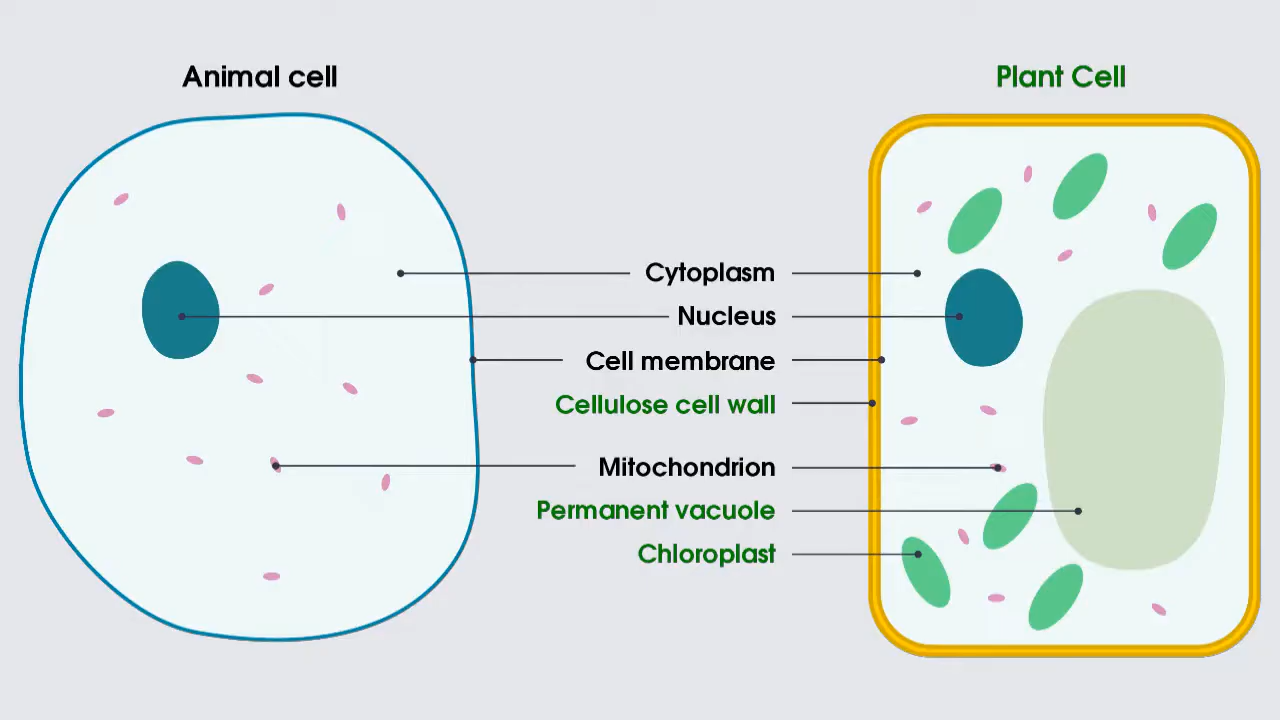 Animal cell
Plant Cell
Cytoplasm
Nucleus
Cell membrane
Cellulose cell wall
Mitochondrion
Permanent vacuole
Chloroplast